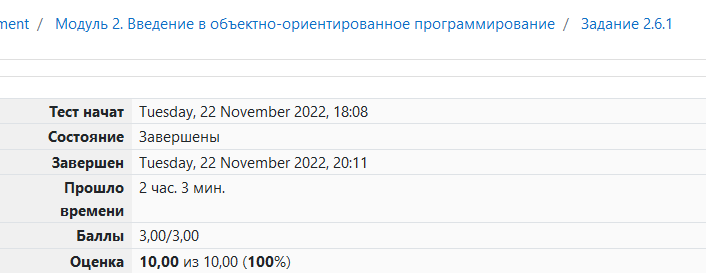 ment / Модуль 2. Введение в объектно-ориентированное программирование / Задание 2.6.1
Тест начат Tuesday, 22 November 2022, 18:08
Состояние Завершены
Завершен Tuesday, 22 November 2022, 20:11
Прошло 2 час. 3 мин.
времени
Баллы 3,00/3,00
Оценка 10,00 из 10,00 (100%)